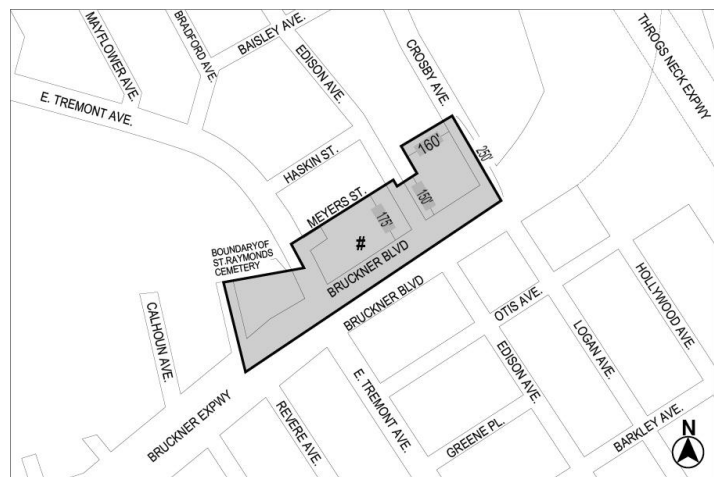 MAYFLOWER AVE.
BRADFORD AVE.
BAISLEY AVE.
EDISON AVE.
CROSBY AVE.
THROGS NECK EXPWY
E. TREMONT AVE.
HASKIN ST.
160'
250'
MEYERS ST.
175'
150'
#
BOUNDARYOF
ST.RAYMONDS
CEMETERY
BRUCKNER BLVD
BRUCKNER BLVD
CALHOUN AVE.
OTIS AVE.
HOLLYWOOD AVE
LOGAN AVE.
EDISON AVE.
E. TREMONT AVE.
BRUCKNER EXPWY
REVERE AVE.
GREENE PL.
BARKLEY AVE.
N